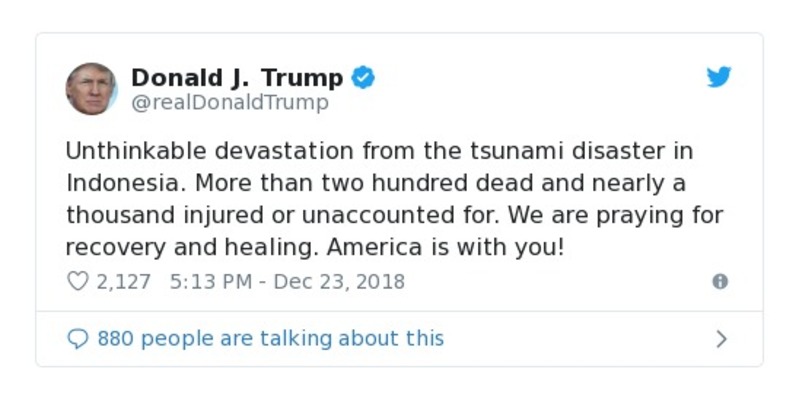 Donald J. Trump
@realDonaldTrump
Unthinkable devastation from the tsunami disaster in
Indonesia. More than two hundred dead and nearly a
thousand injured or unaccounted for. We are praying for
recovery and healing. America is with you!
2,127 5:13 PM - Dec 23, 2018
880 people are talking about this